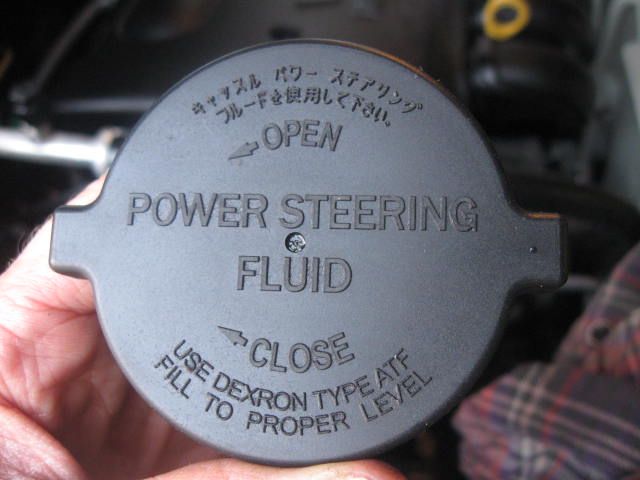 キャッスル パワー ステアリング
フルードを使用して下さい。
OPEN
POWER STEERING
FLUID
CLOSE
USE DEXRON TYPE ATF
FILL TO PROPER LEVEL